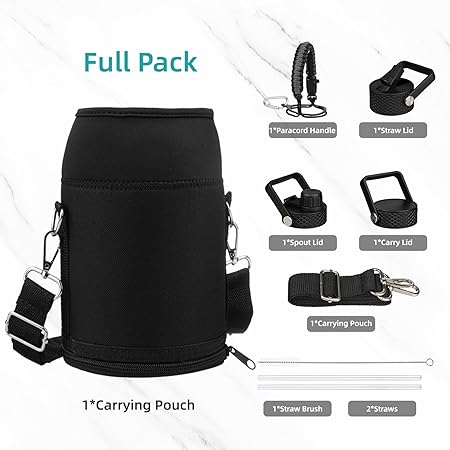 Full Pack
1*Paracord Handle
1*Straw Lid
1*Spout Lid
1*Carry Lid
1*Carrying Pouch
1*Carrying Pouch
1*Straw Brush
2*Straws